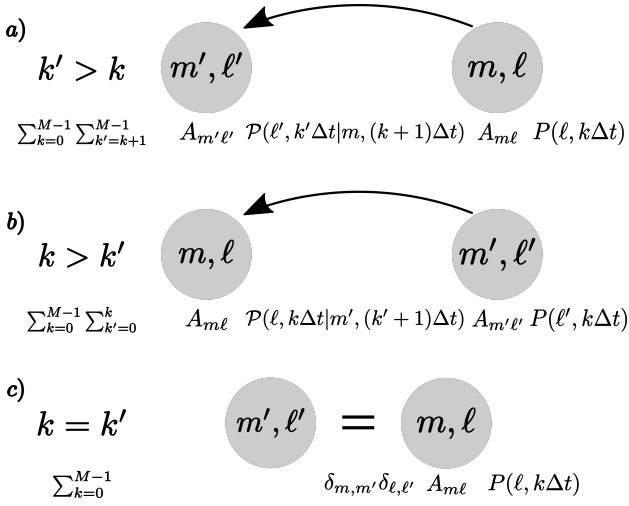 a)
k′ > k
m′, ℓ′
m, ℓ
∑_{k=0}^{M−1} ∑_{k′=k+1}^{M−1} A_{m′ℓ′} 𝒫(ℓ′, k′Δt|m, (k + 1)Δt) A_{mℓ} P(ℓ, kΔt)
b)
k > k′
m, ℓ
m′, ℓ′
∑_{k=0}^{M−1} ∑_{k′=0}^{k} A_{mℓ} 𝒫(ℓ, kΔt|m′, (k′ + 1)Δt) A_{m′ℓ′} P(ℓ′, kΔt)
c)
k = k′
m′, ℓ′ = m, ℓ
∑_{k=0}^{M−1} δ_{m,m′}δ_{ℓ,ℓ′} A_{mℓ} P(ℓ, kΔt)